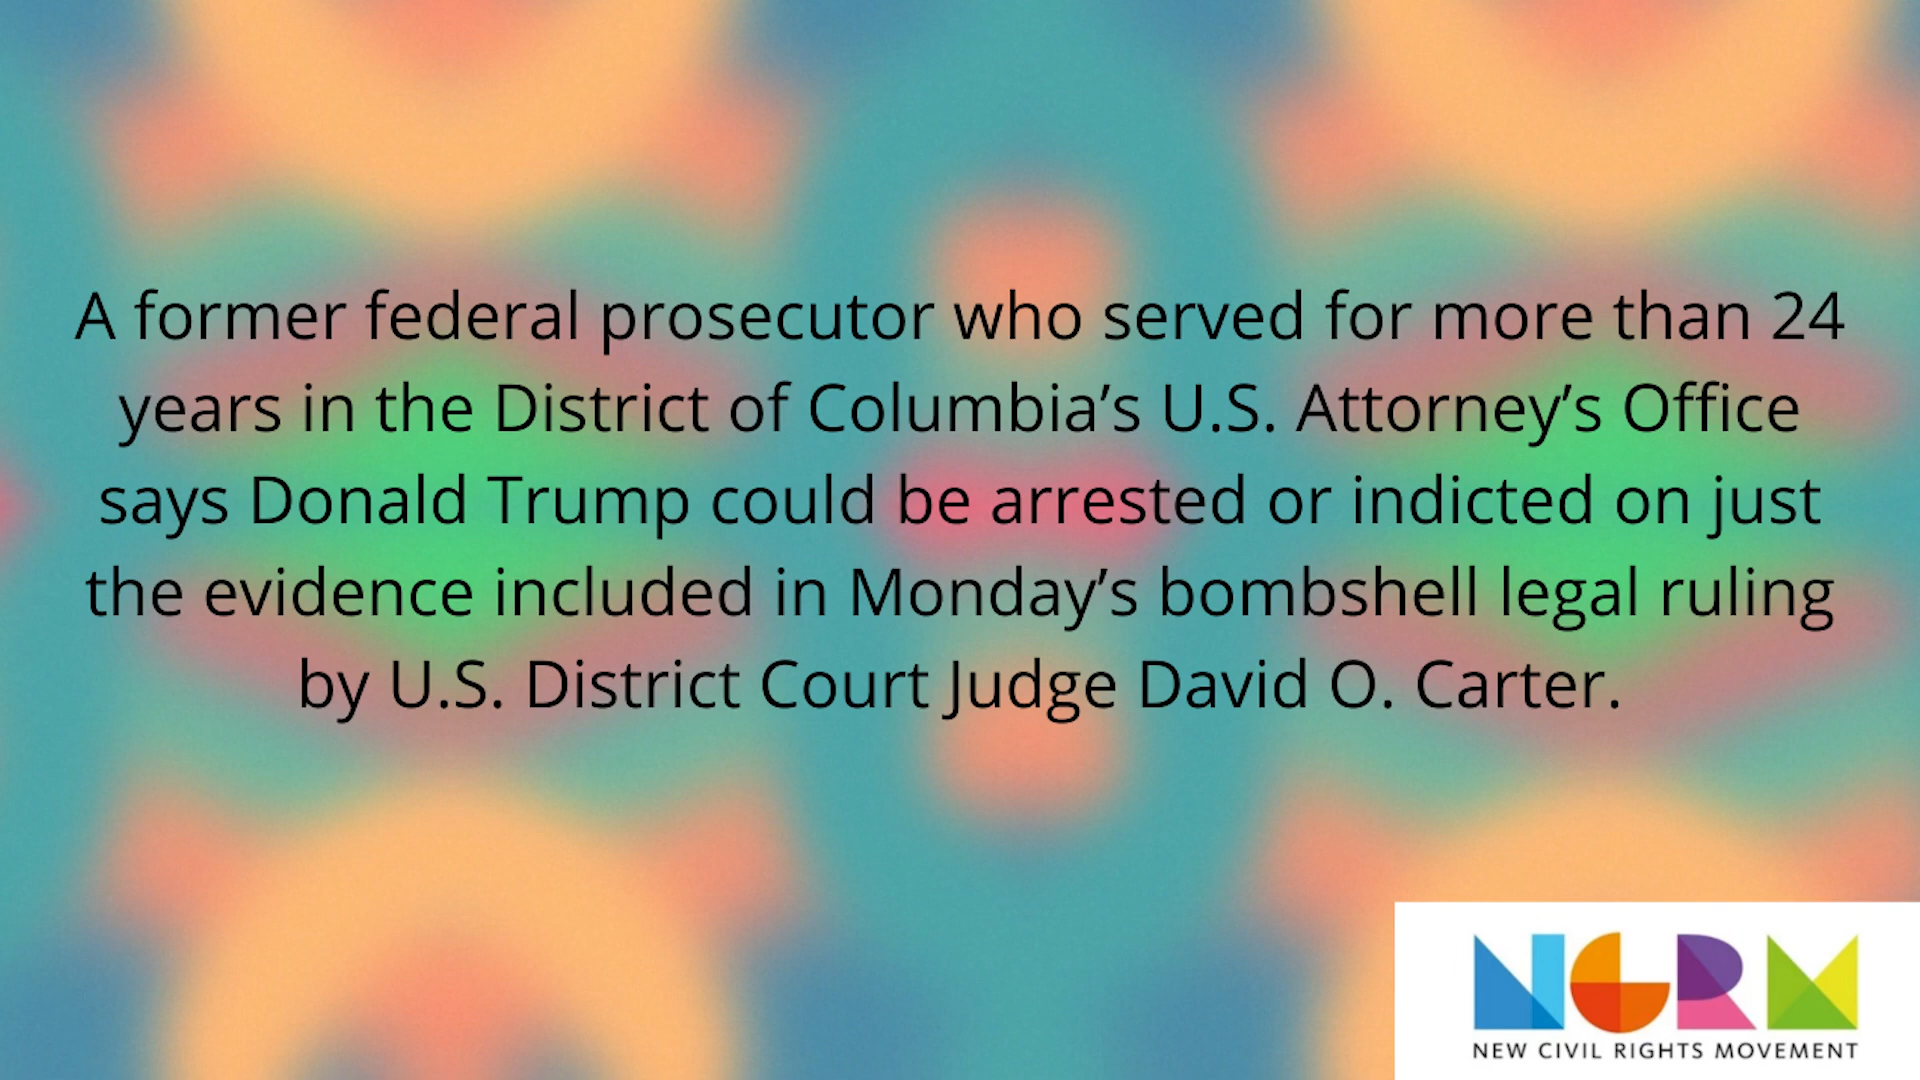 A former federal prosecutor who served for more than 24
years in the District of Columbia’s U.S. Attorney’s Office
says Donald Trump could be arrested or indicted on just
the evidence included in Monday’s bombshell legal ruling
by U.S. District Court Judge David O. Carter.
NCRM
NEW CIVIL RIGHTS MOVEMENT